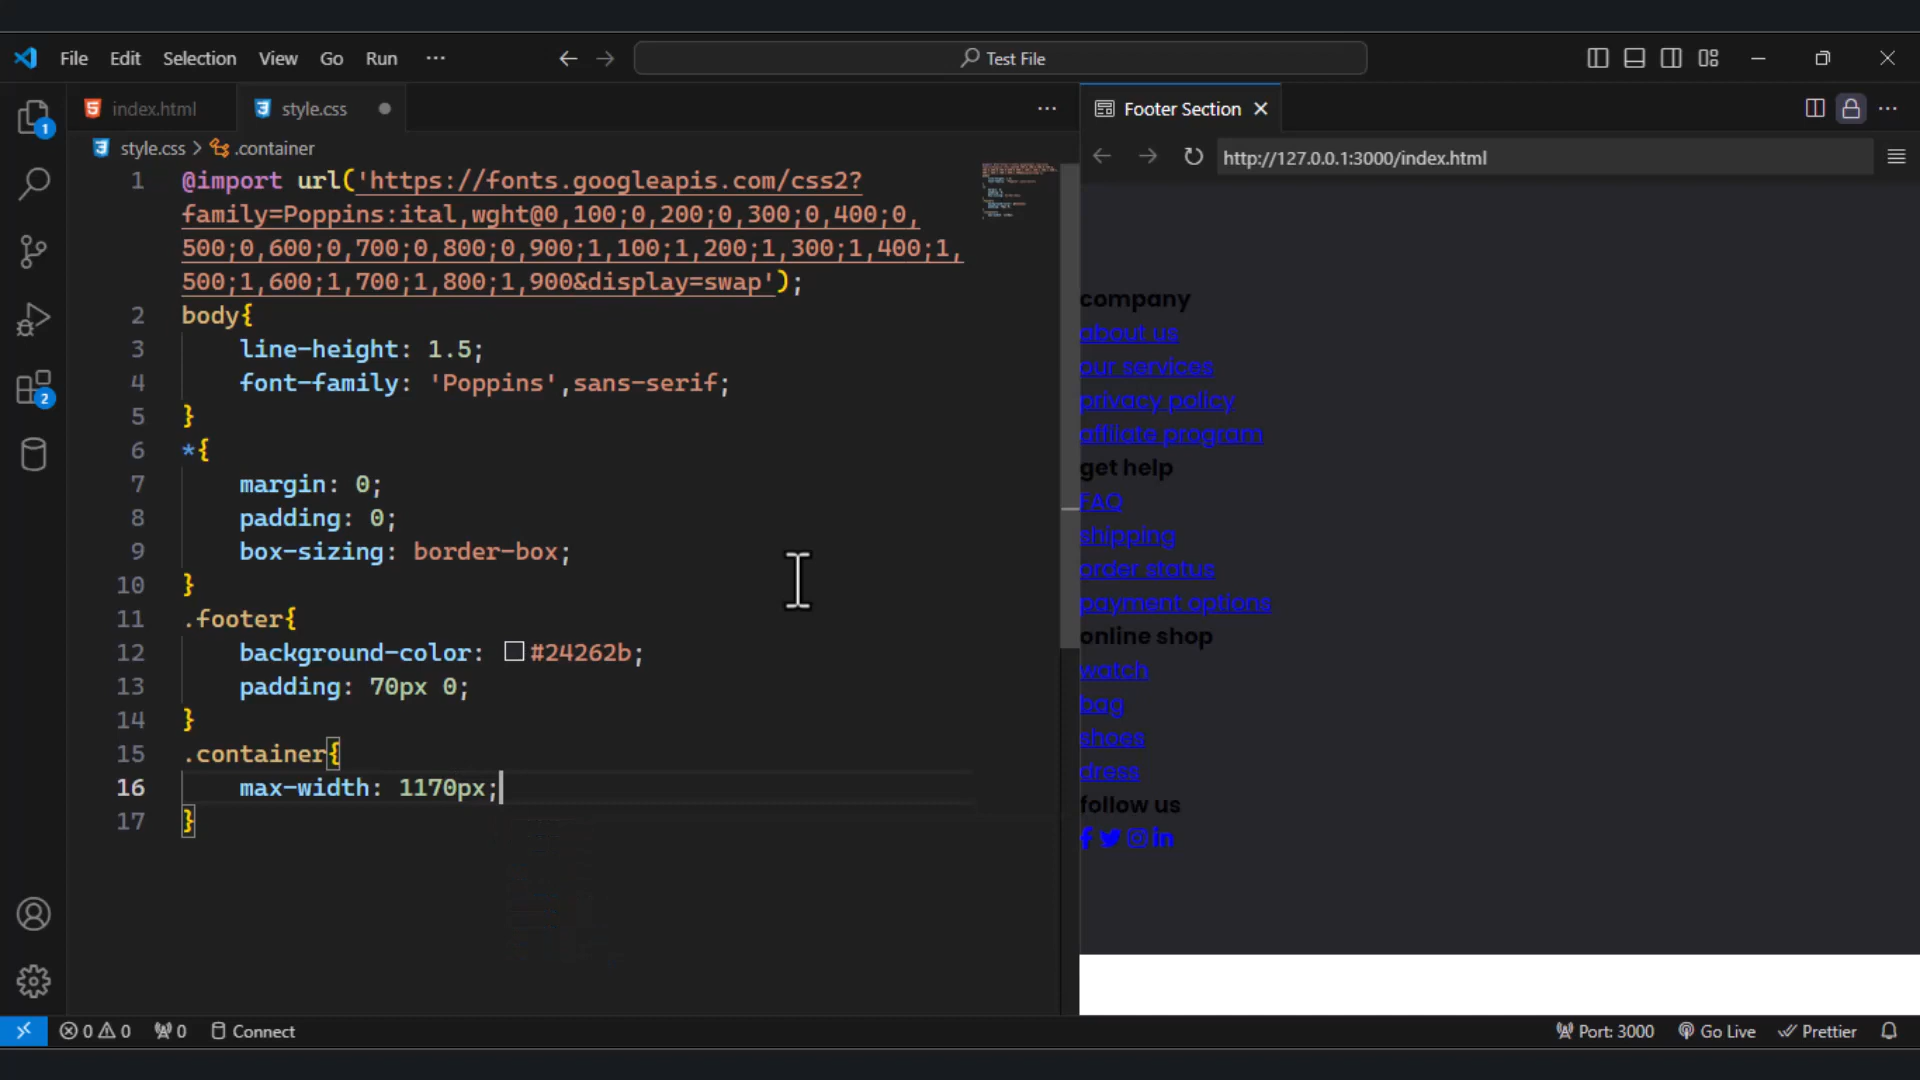 File Edit Selection View Go Run ··· Test File
index.html style.css ···
style.css > .container
1 @import url('https://fonts.googleapis.com/css2?
family=Poppins:ital,wght@0,100;0,200;0,300;0,400;0,
500;0,600;0,700;0,800;0,900;1,100;1,200;1,300;1,400;1,
500;1,600;1,700;1,800;1,900&display=swap');
2 body{
3 line-height: 1.5;
4 font-family: 'Poppins',sans-serif;
5 }
6 *{
7 margin: 0;
8 padding: 0;
9 box-sizing: border-box;
10 }
11 .footer{
12 background-color: #24262b;
13 padding: 70px 0;
14 }
15 .container{
16 max-width: 1170px;
17 }
Footer Section
http://127.0.0.1:3000/index.html
company
about us
our services
privacy policy
affliate program
get help
FAQ
shipping
order status
payment options
online shop
watch
bag
shoes
dress
follow us
1
2
0 0 0 Connect Port: 3000 Go Live Prettier